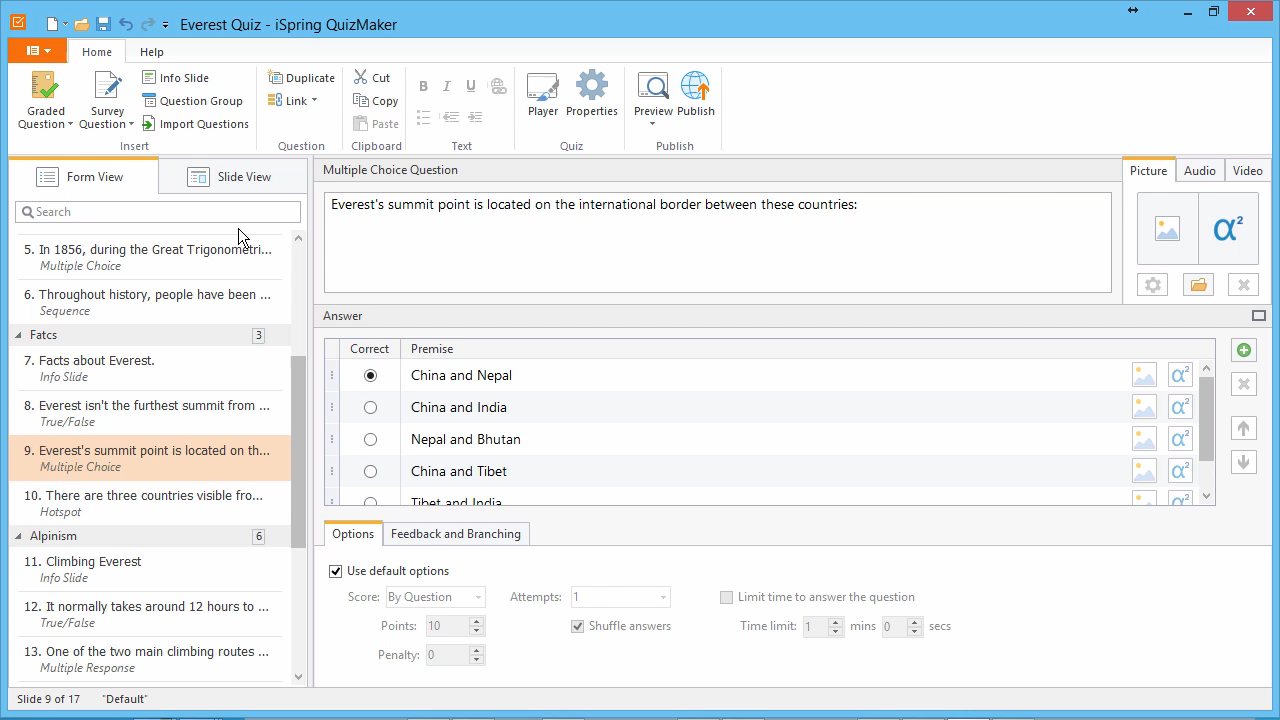 Everest Quiz - iSpring QuizMaker
Home
Help
Graded Question
Survey Question
Info Slide
Question Group
Import Questions
Insert
Duplicate
Link
Question
Cut
Copy
Paste
Clipboard
B I U
Text
Player
Properties
Quiz
Preview
Publish
Publish
Form View
Slide View
Search
5. In 1856, during the Great Trigonometri...
Multiple Choice
6. Throughout history, people have been ...
Sequence
Fatcs 3
7. Facts about Everest.
Info Slide
8. Everest isn't the furthest summit from ...
True/False
9. Everest's summit point is located on th...
Multiple Choice
10. There are three countries visible fro...
Hotspot
Alpinism 6
11. Climbing Everest
Info Slide
12. It normally takes around 12 hours to ...
True/False
13. One of the two main climbing routes ...
Multiple Response
Multiple Choice Question
Everest's summit point is located on the international border between these countries:
Picture
Audio
Video
α²
Answer
Correct Premise
China and Nepal α²
China and India α²
Nepal and Bhutan α²
China and Tibet α²
Tibet and India α²
Options
Feedback and Branching
Use default options
Score: By Question Attempts: 1 Limit time to answer the question
Points: 10 Shuffle answers Time limit: 1 mins 0 secs
Penalty: 0
Slide 9 of 17 "Default"